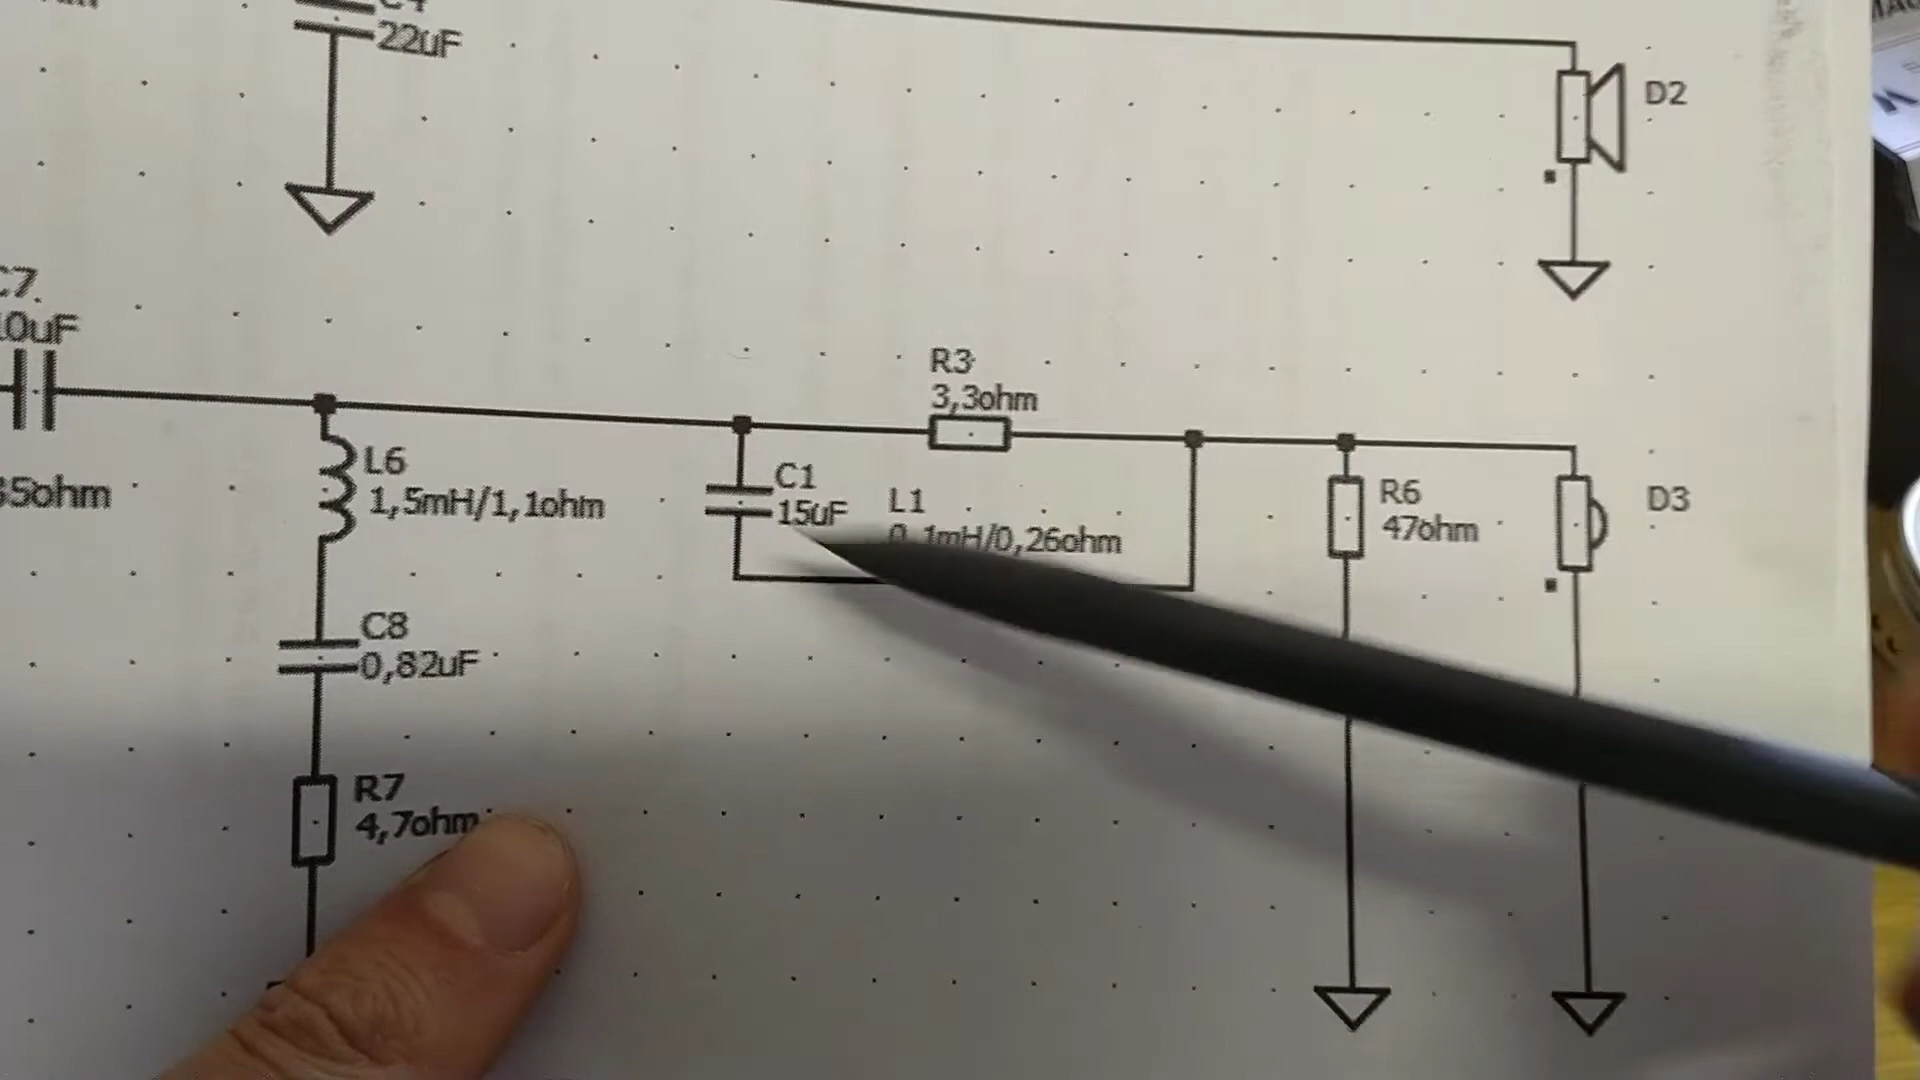 22uF
D2
R3
3,3ohm
L6
1,5mH/1,1ohm
C1
15uF
L1
0,1mH/0,26ohm
R6
47ohm
D3
C8
0,82uF
R7
4,7ohm